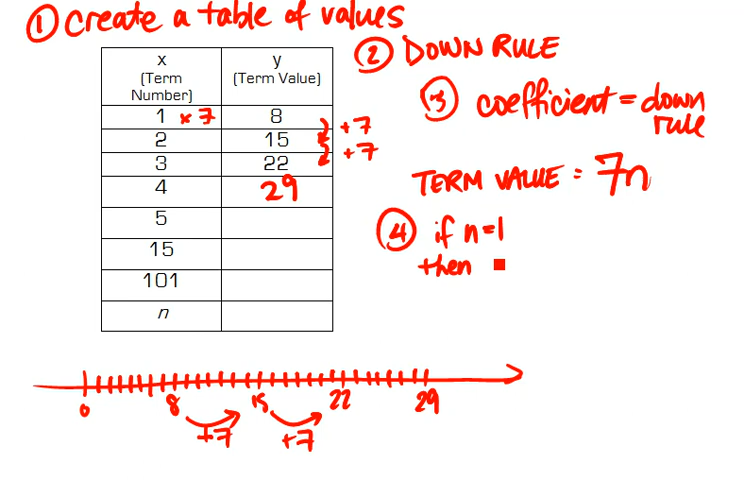 ① Create a table of values
x y
(Term (Term Value)
Number)
1 × 7 8
2 15
3 22
4 29
5
15
101
n
+7
+7
② DOWN RULE
③ coefficient = down
rule
TERM VALUE = 7n
④ if n=1
then
0 8 15 22 29
+7 +7